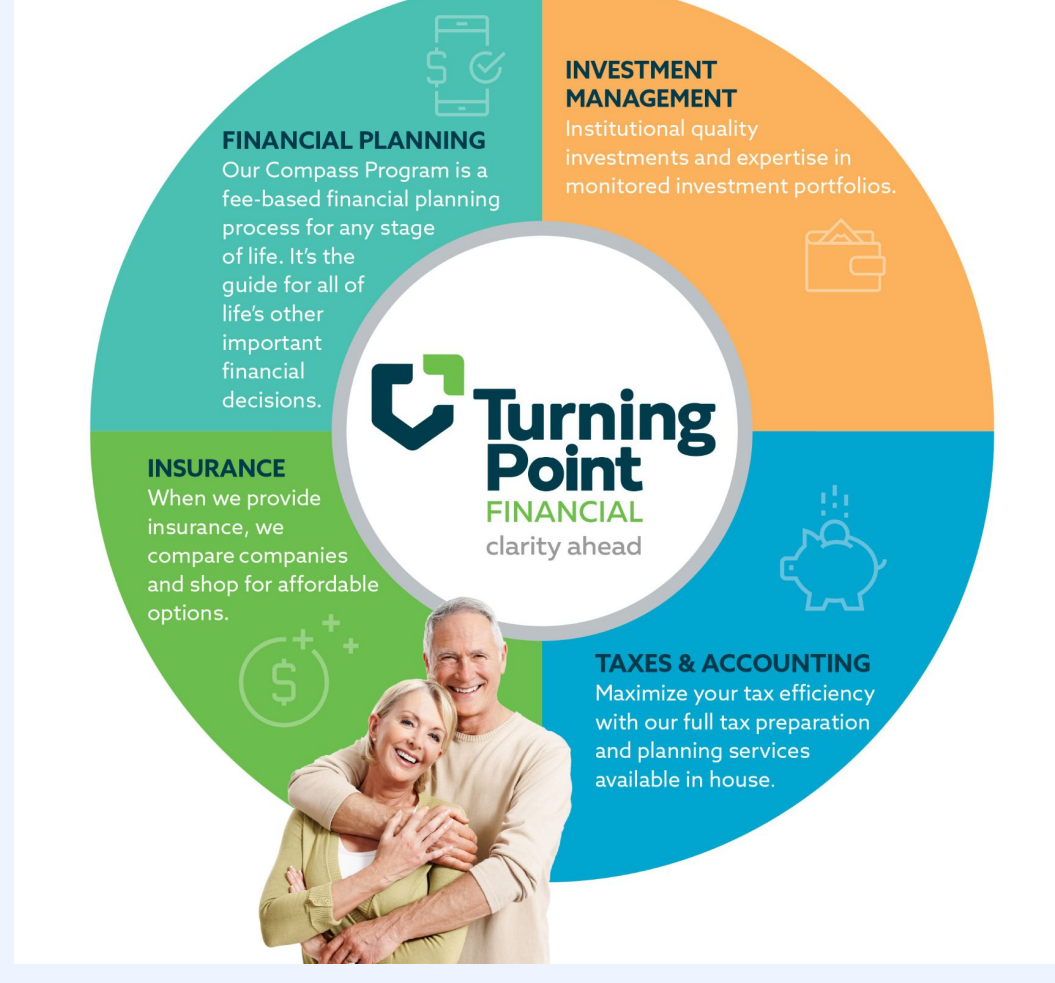 FINANCIAL PLANNING
Our Compass Program is a
fee-based financial planning
process for any stage
of life. It's the
guide for all of
life's other
important
financial
decisions.
INVESTMENT
MANAGEMENT
Institutional quality
investments and expertise in
monitored investment portfolios.
Turning
Point
FINANCIAL
clarity ahead
INSURANCE
When we provide
insurance, we
compare companies
and shop for affordable
options.
$
$
TAXES & ACCOUNTING
Maximize your tax efficiency
with our full tax preparation
and planning services
available in house.